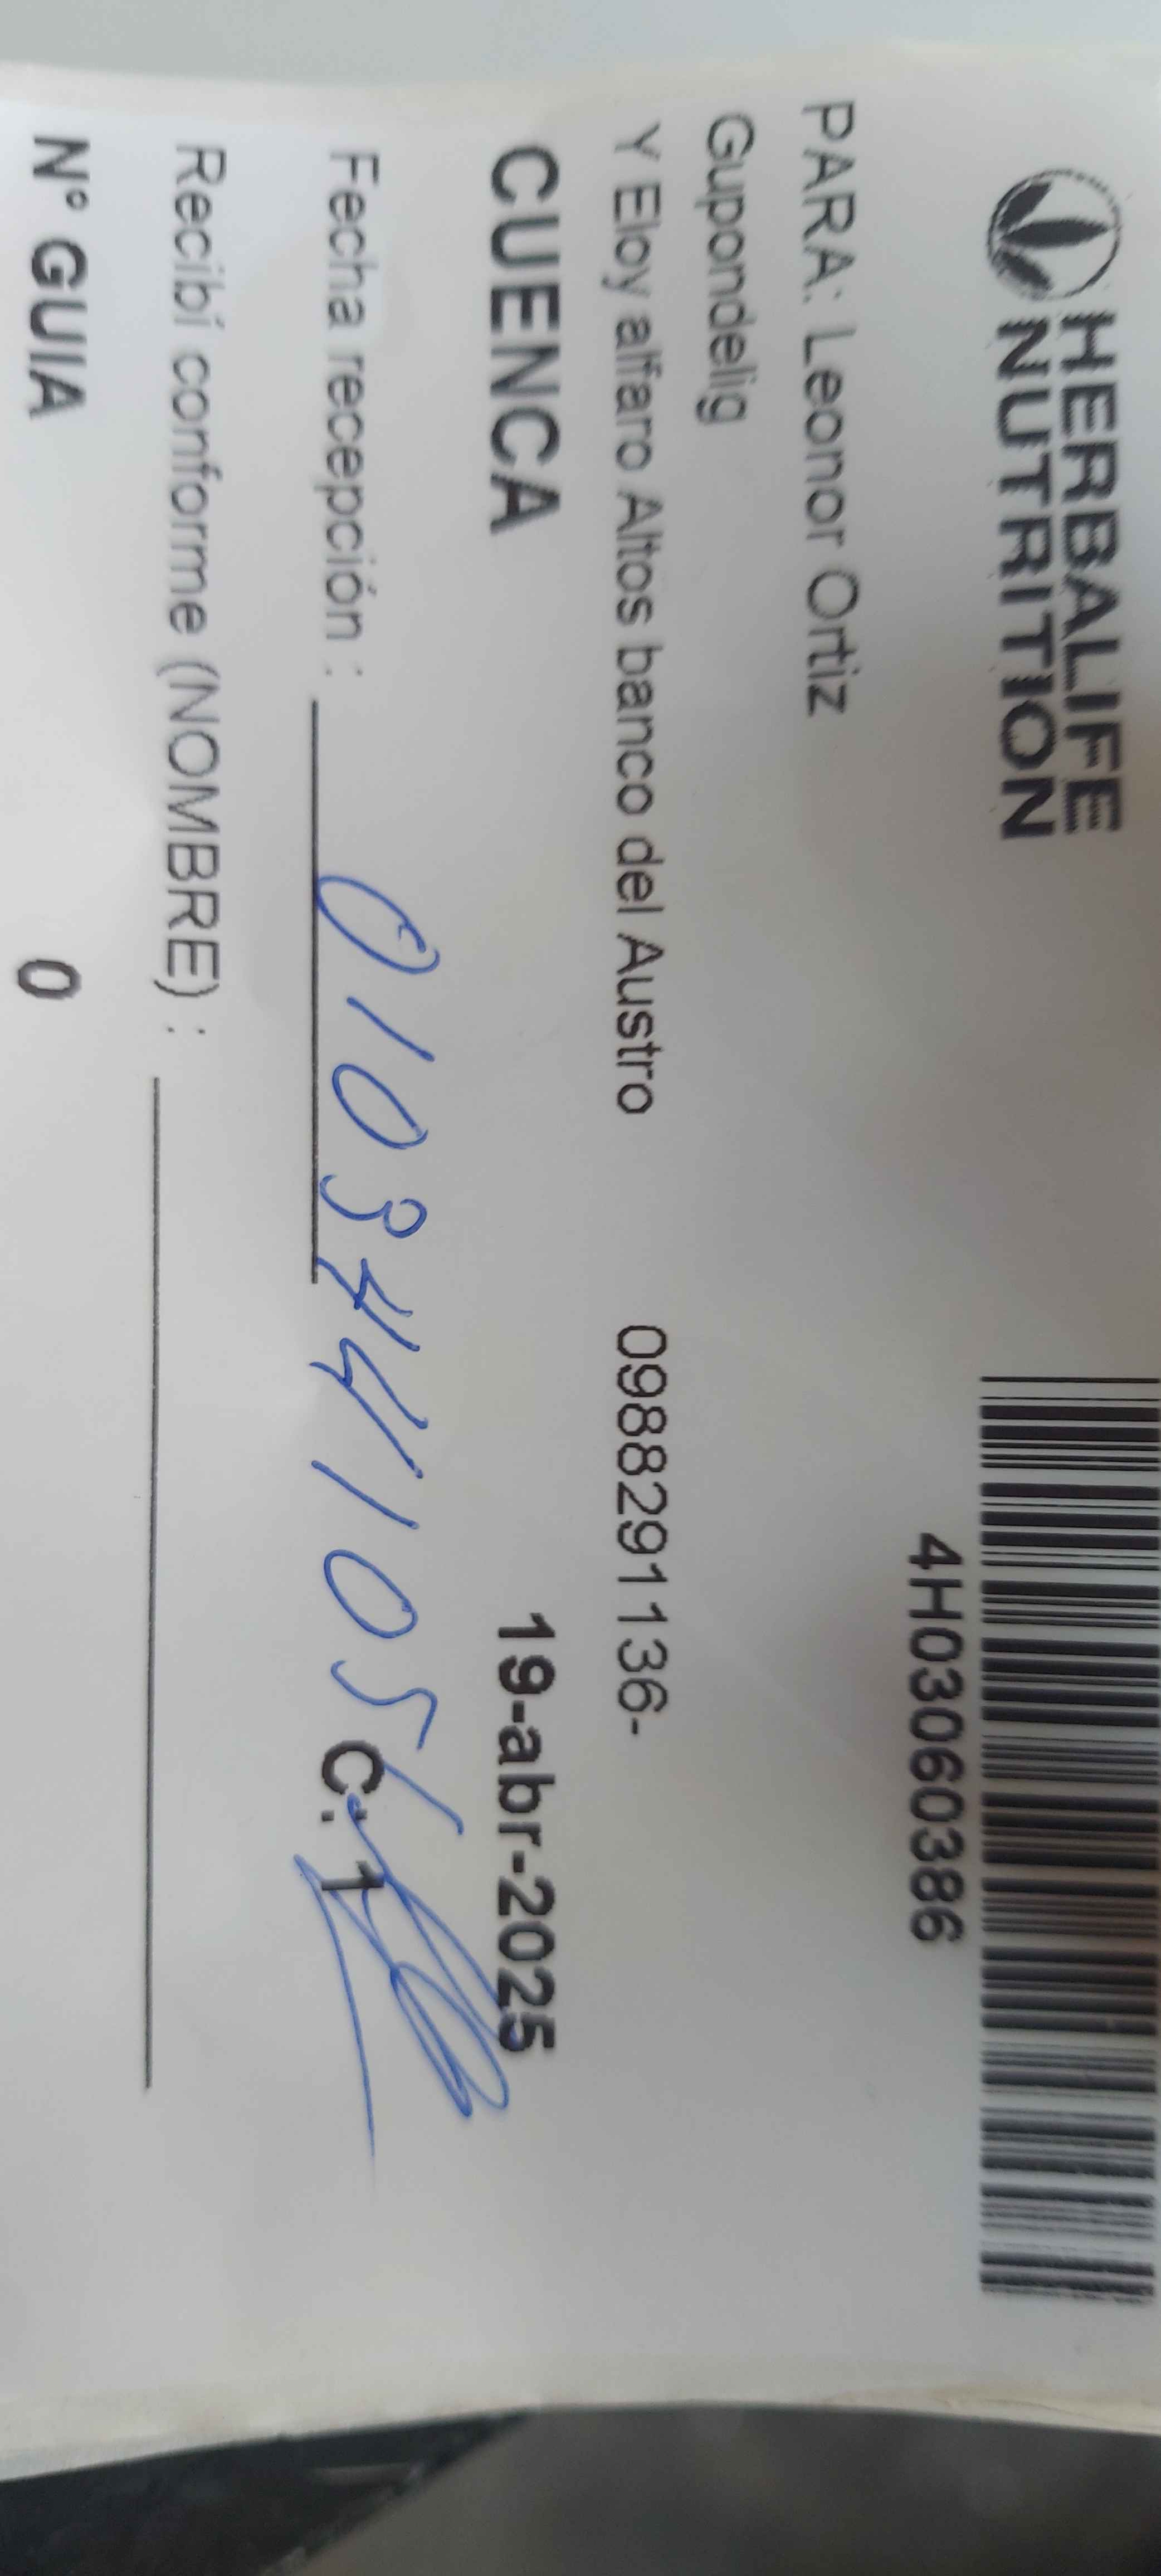 HERBALIFE
NUTRITION
4H03060386
PARA: Leonor Ortiz
Gupondelig
Y Eloy alfaro Altos banco del Austro 0988291136-
CUENCA 19-abr-2025
Fecha recepción : 0103441051 C: 1
Recibí conforme (NOMBRE) :
N° GUIA 0